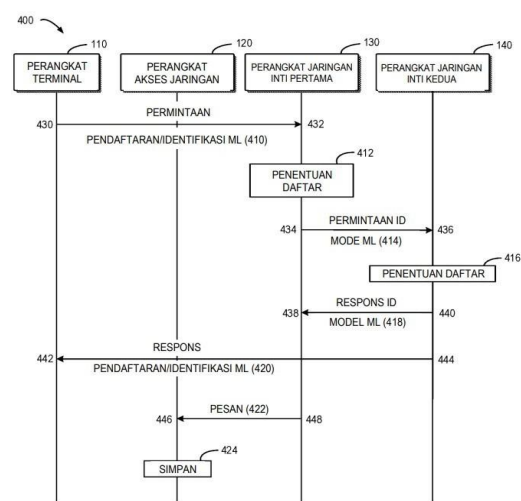 400
110
120
130
140
PERANGKAT
TERMINAL
PERANGKAT
AKSES JARINGAN
PERANGKAT JARINGAN
INTI PERTAMA
PERANGKAT JARINGAN
INTI KEDUA
PERMINTAAN
430
432
PENDAFTARAN/IDENTIFIKASI ML (410)
412
PENENTUAN
DAFTAR
PERMINTAAN ID
434
436
MODE ML (414)
416
PENENTUAN DAFTAR
RESPONS ID
438
440
MODEL ML (418)
RESPONS
442
444
PENDAFTARAN/IDENTIFIKASI ML (420)
PESAN (422)
446
448
424
SIMPAN